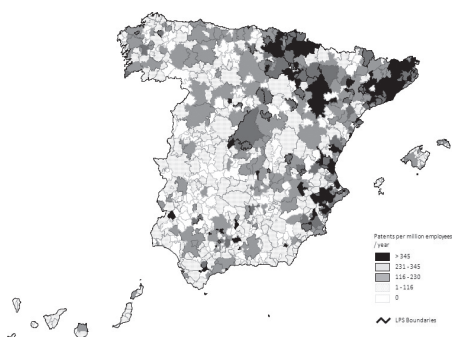 Patents per million employees
/ year
> 345
231 - 345
116 - 230
1 - 116
0
LPS Boundaries